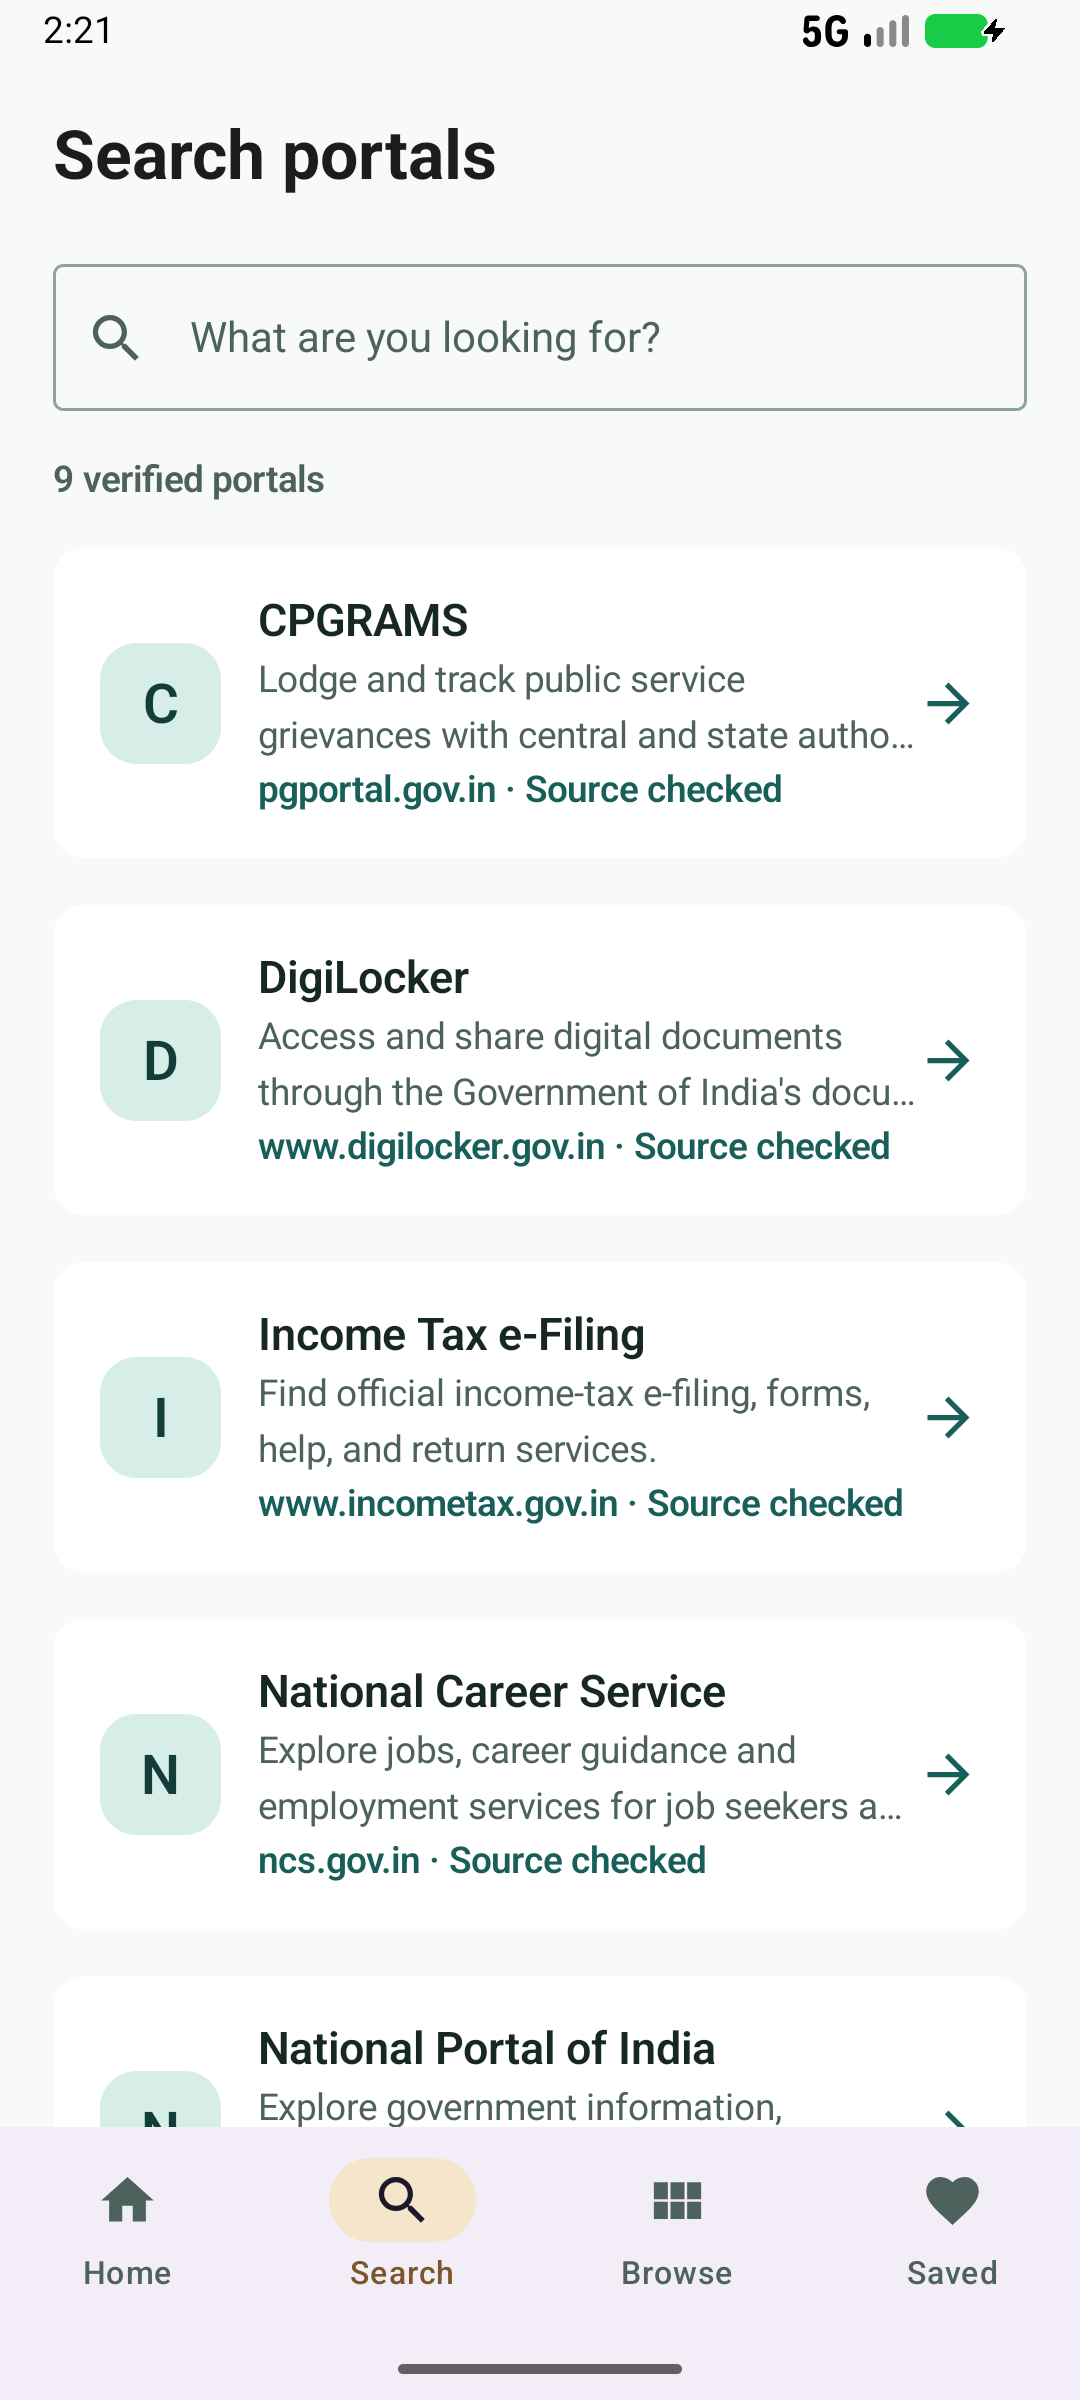 2:21
5G
Search portals
What are you looking for?
9 verified portals
C
CPGRAMS
Lodge and track public service
grievances with central and state autho…
pgportal.gov.in · Source checked
D
DigiLocker
Access and share digital documents
through the Government of India's docu…
www.digilocker.gov.in · Source checked
I
Income Tax e-Filing
Find official income-tax e-filing, forms,
help, and return services.
www.incometax.gov.in · Source checked
N
National Career Service
Explore jobs, career guidance and
employment services for job seekers a…
ncs.gov.in · Source checked
N
National Portal of India
Explore government information,
Home
Search
Browse
Saved